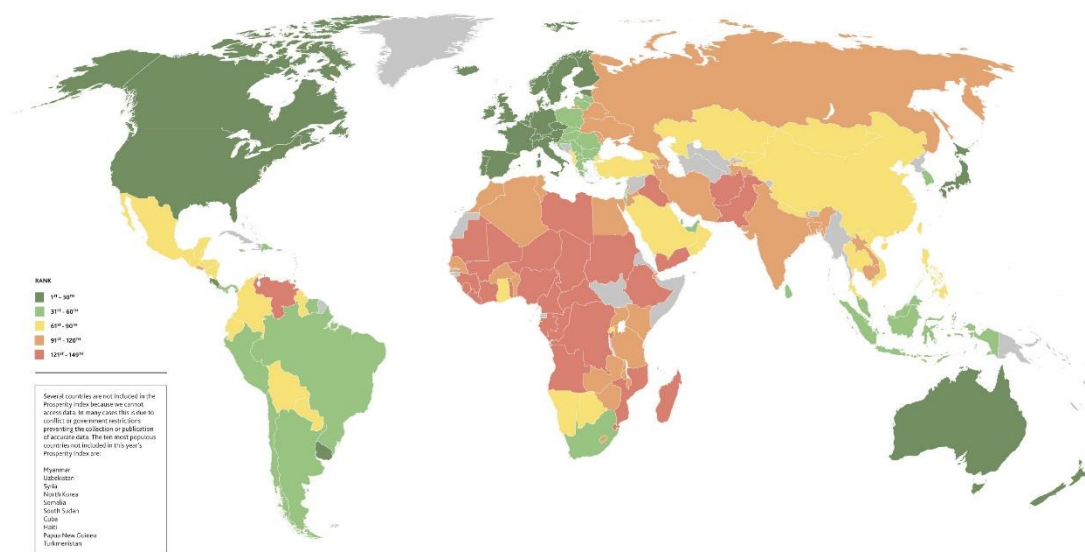 RANK
1ST - 30TH
31ST - 60TH
61ST - 90TH
91ST - 120TH
121ST - 149TH
Several countries are not included in the
Prosperity Index because we cannot
access data. In many cases this is due to
conflict or government restrictions
preventing the collection or publication
of accurate data. The ten most populous
countries not included in this year's
Prosperity Index are:
Myanmar
Uzbekistan
Syria
North Korea
Somalia
South Sudan
Cuba
Haiti
Papua New Guinea
Turkmenistan